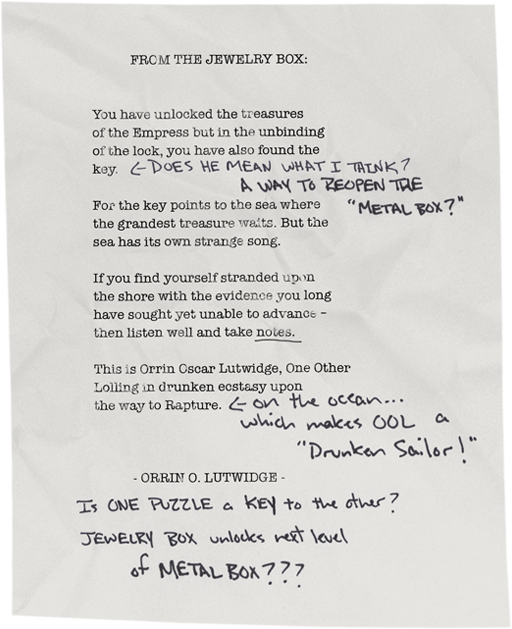 FROM THE JEWELRY BOX:
You have unlocked the treasures
of the Empress but in the unbinding
of the lock, you have also found the
key. ← DOES HE MEAN WHAT I THINK?
A WAY TO REOPEN THE
For the key points to the sea where "METAL BOX?"
the grandest treasure waits. But the
sea has its own strange song.
If you find yourself stranded upon
the shore with the evidence you long
have sought yet unable to advance -
then listen well and take notes.
This is Orrin Oscar Lutwidge, One Other
Lolling in drunken ecstasy upon
the way to Rapture. ← on the ocean...
which makes OOL a
"Drunken Sailor!"
- ORRIN O. LUTWIDGE -
Is ONE PUZZLE a KEY to the other?
JEWELRY BOX unlocks next level
of METAL BOX???